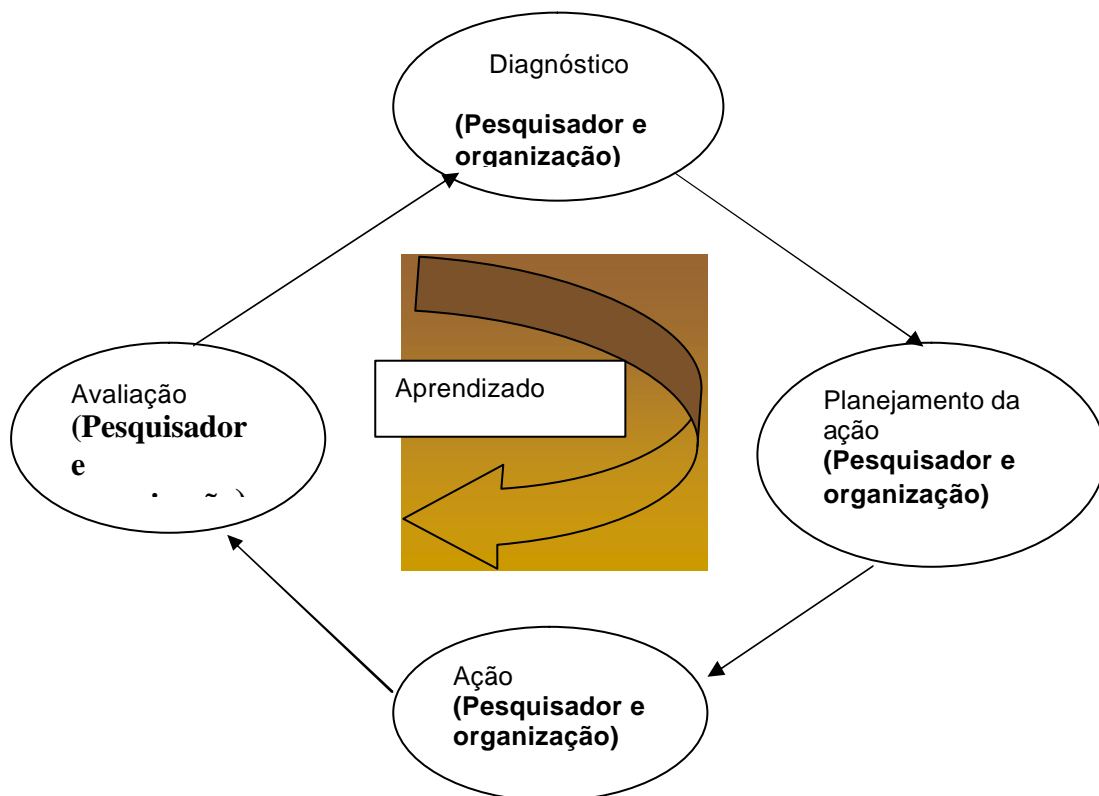 Diagnóstico
(Pesquisador e
organização)
Avaliação
(Pesquisador
e
Aprendizado
Planejamento da
ação
(Pesquisador e
organização)
Ação
(Pesquisador e
organização)